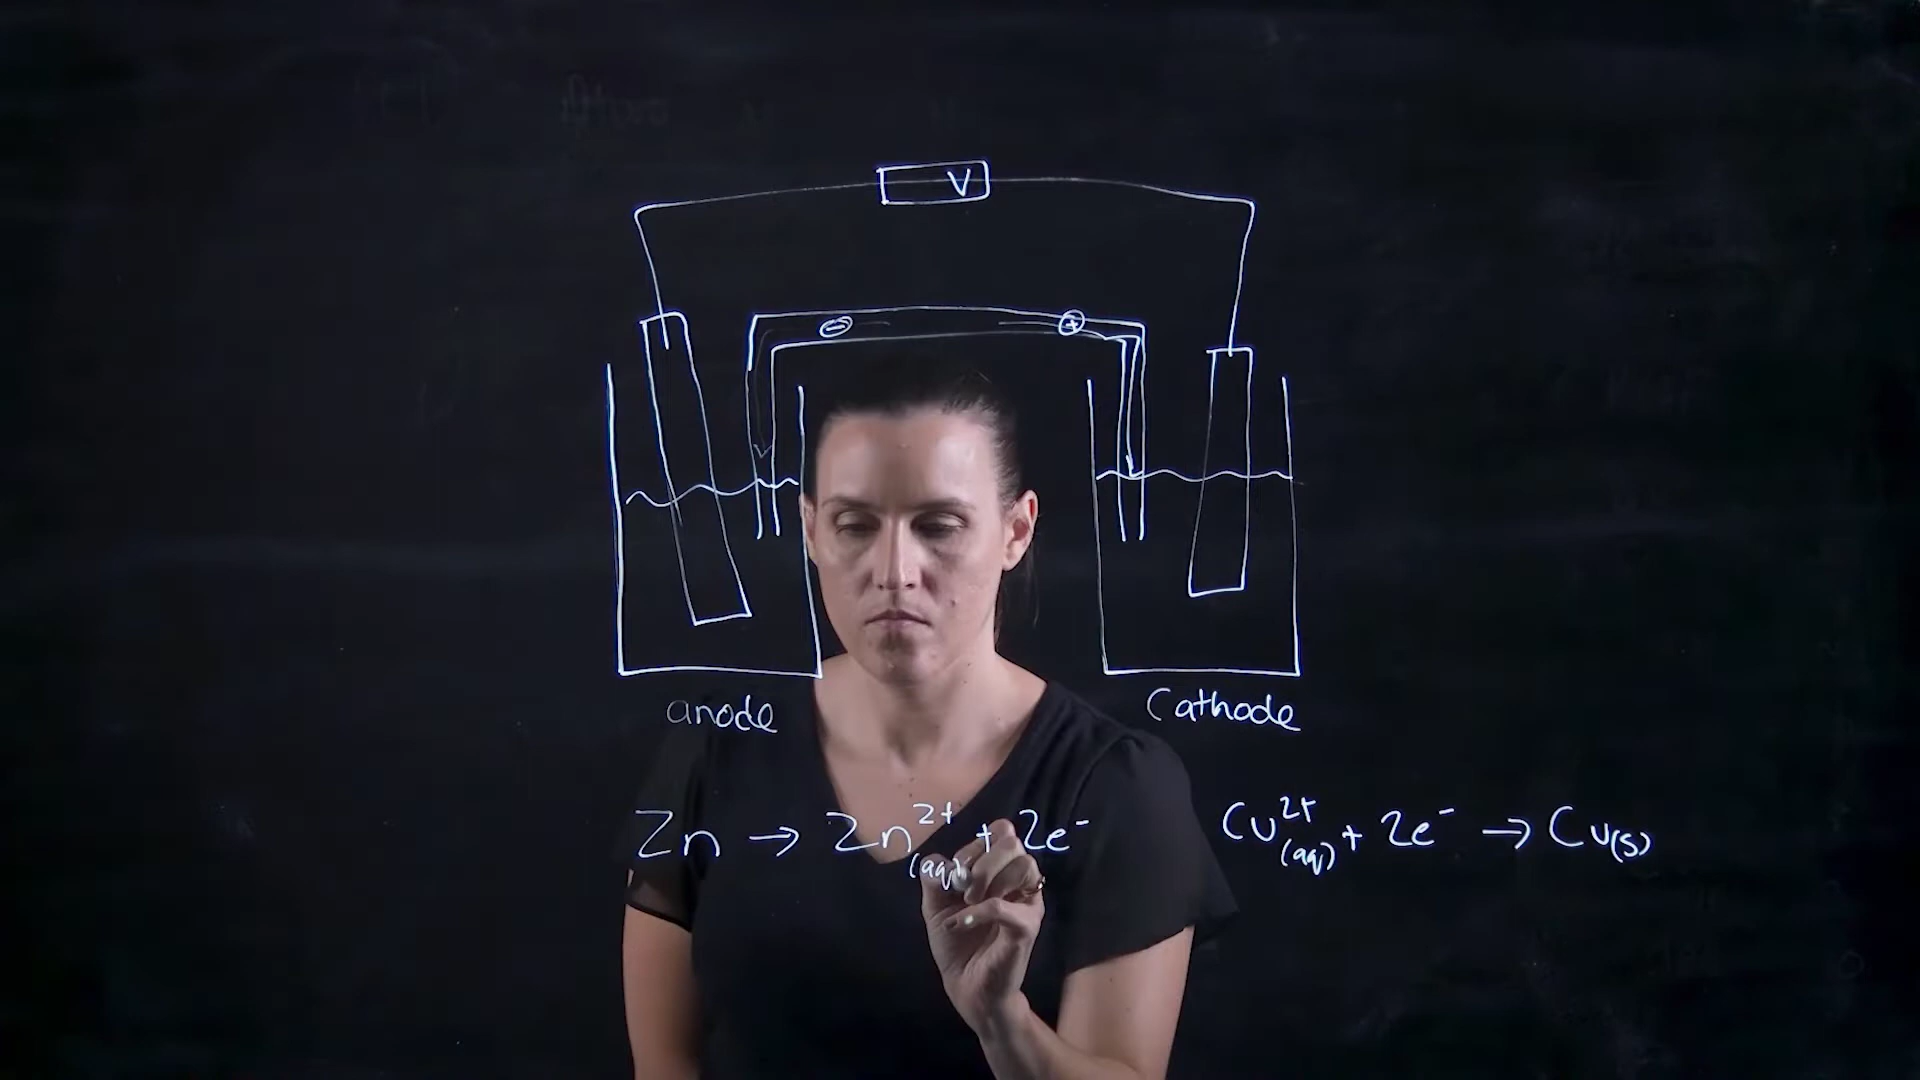 V
− +
anode Cathode
Zn → Zn²⁺(aq) + 2e⁻ Cu²⁺(aq) + 2e⁻ → Cu(s)